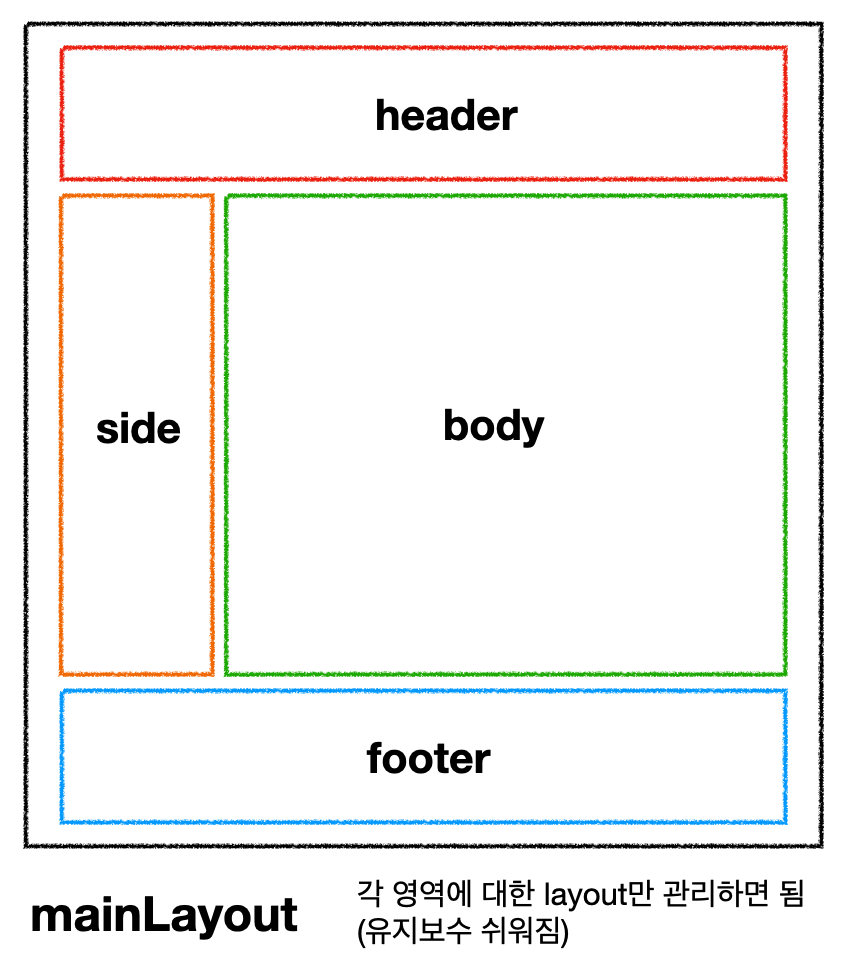 header
side
body
footer
mainLayout
각 영역에 대한 layout만 관리하면 됨
(유지보수 쉬워짐)